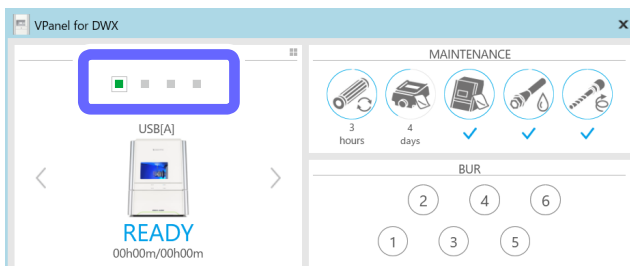 VPanel for DWX
x
MAINTENANCE
3
hours
4
days
USB[A]
READY
00h00m/00h00m
BUR
2 4 6
1 3 5